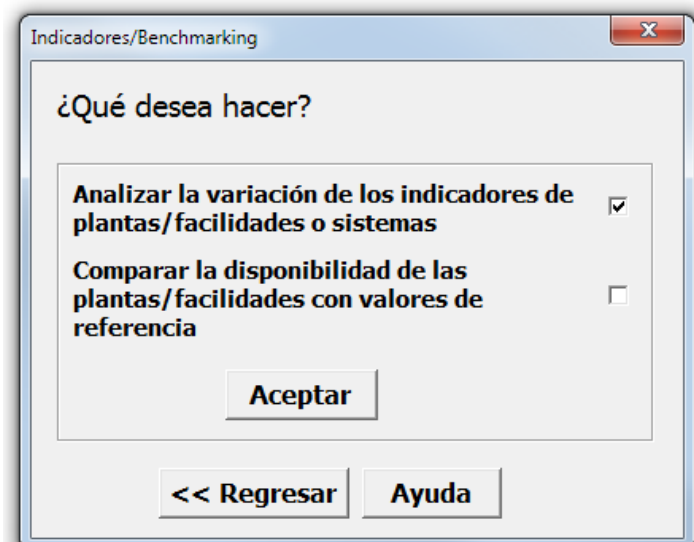 Indicadores/Benchmarking
¿Qué desea hacer?
Analizar la variación de los indicadores de
plantas/facilidades o sistemas
Comparar la disponibilidad de las
plantas/facilidades con valores de
referencia
Aceptar
<< Regresar
Ayuda